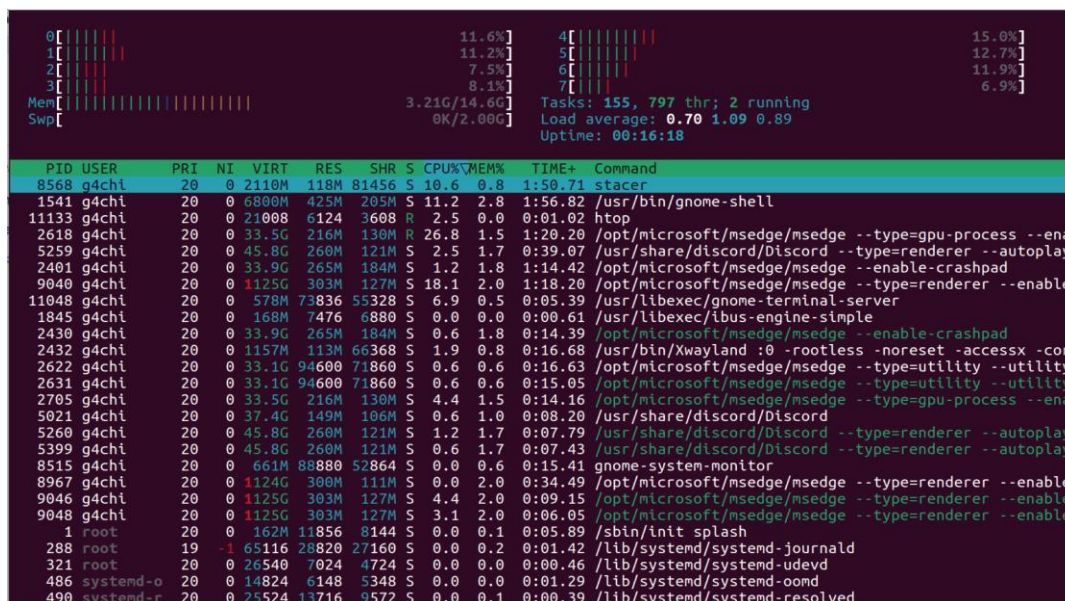 0[||||||| 11.6%] 4[|||||||||| 15.0%]
1[|||||||| 11.2%] 5[|||||||| 12.7%]
2[|||||| 7.5%] 6[||||||| 11.9%]
3[|||||| 8.1%] 7[|||| 6.9%]
Mem[|||||||||||||||||||||| 3.21G/14.6G] Tasks: 155, 797 thr; 2 running
Swp[ 0K/2.00G] Load average: 0.70 1.09 0.89
Uptime: 00:16:18
PID USER PRI NI VIRT RES SHR S CPU%▽MEM% TIME+ Command
8568 g4chi 20 0 2110M 118M 81456 S 10.6 0.8 1:50.71 stacer
1541 g4chi 20 0 6800M 425M 205M S 11.2 2.8 1:56.82 /usr/bin/gnome-shell
11133 g4chi 20 0 21008 6124 3608 R 2.5 0.0 0:01.02 htop
2618 g4chi 20 0 33.5G 216M 130M R 26.8 1.5 1:20.20 /opt/microsoft/msedge/msedge --type=gpu-process --ena
5259 g4chi 20 0 45.8G 260M 121M S 2.5 1.7 0:39.07 /usr/share/discord/Discord --type=renderer --autoplay
2401 g4chi 20 0 33.9G 265M 184M S 1.2 1.8 1:14.42 /opt/microsoft/msedge/msedge --enable-crashpad
9040 g4chi 20 0 1125G 303M 127M S 18.1 2.0 1:18.20 /opt/microsoft/msedge/msedge --type=renderer --enable
11048 g4chi 20 0 578M 73836 55328 S 6.9 0.5 0:05.39 /usr/libexec/gnome-terminal-server
1845 g4chi 20 0 168M 7476 6880 S 0.0 0.0 0:00.61 /usr/libexec/ibus-engine-simple
2430 g4chi 20 0 33.9G 265M 184M S 0.6 1.8 0:14.39 /opt/microsoft/msedge/msedge --enable-crashpad
2432 g4chi 20 0 1157M 113M 66368 S 1.9 0.8 0:16.68 /usr/bin/Xwayland :0 -rootless -noreset -accessx -cor
2622 g4chi 20 0 33.1G 94600 71860 S 0.6 0.6 0:16.63 /opt/microsoft/msedge/msedge --type=utility --utility
2631 g4chi 20 0 33.1G 94600 71860 S 0.6 0.6 0:15.05 /opt/microsoft/msedge/msedge --type=utility --utility
2705 g4chi 20 0 33.5G 216M 130M S 4.4 1.5 0:14.16 /opt/microsoft/msedge/msedge --type=gpu-process --ena
5021 g4chi 20 0 37.4G 149M 106M S 0.6 1.0 0:08.20 /usr/share/discord/Discord
5260 g4chi 20 0 45.8G 260M 121M S 1.2 1.7 0:07.79 /usr/share/discord/Discord --type=renderer --autoplay
5399 g4chi 20 0 45.8G 260M 121M S 0.6 1.7 0:07.43 /usr/share/discord/Discord --type=renderer --autoplay
8515 g4chi 20 0 661M 88880 52864 S 0.0 0.6 0:15.41 gnome-system-monitor
8967 g4chi 20 0 1124G 300M 111M S 0.0 2.0 0:34.49 /opt/microsoft/msedge/msedge --type=renderer --enable
9046 g4chi 20 0 1125G 303M 127M S 4.4 2.0 0:09.15 /opt/microsoft/msedge/msedge --type=renderer --enable
9048 g4chi 20 0 1125G 303M 127M S 3.1 2.0 0:06.05 /opt/microsoft/msedge/msedge --type=renderer --enable
1 root 20 0 162M 11856 8144 S 0.0 0.1 0:05.89 /sbin/init splash
288 root 19 -1 65116 28820 27160 S 0.0 0.2 0:01.42 /lib/systemd/systemd-journald
321 root 20 0 26540 7024 4724 S 0.0 0.0 0:00.46 /lib/systemd/systemd-udevd
486 systemd-o 20 0 14824 6148 5348 S 0.0 0.0 0:01.29 /lib/systemd/systemd-oomd
490 systemd-r 20 0 25524 13716 9572 S 0.0 0.1 0:00.39 /lib/systemd/systemd-resolved